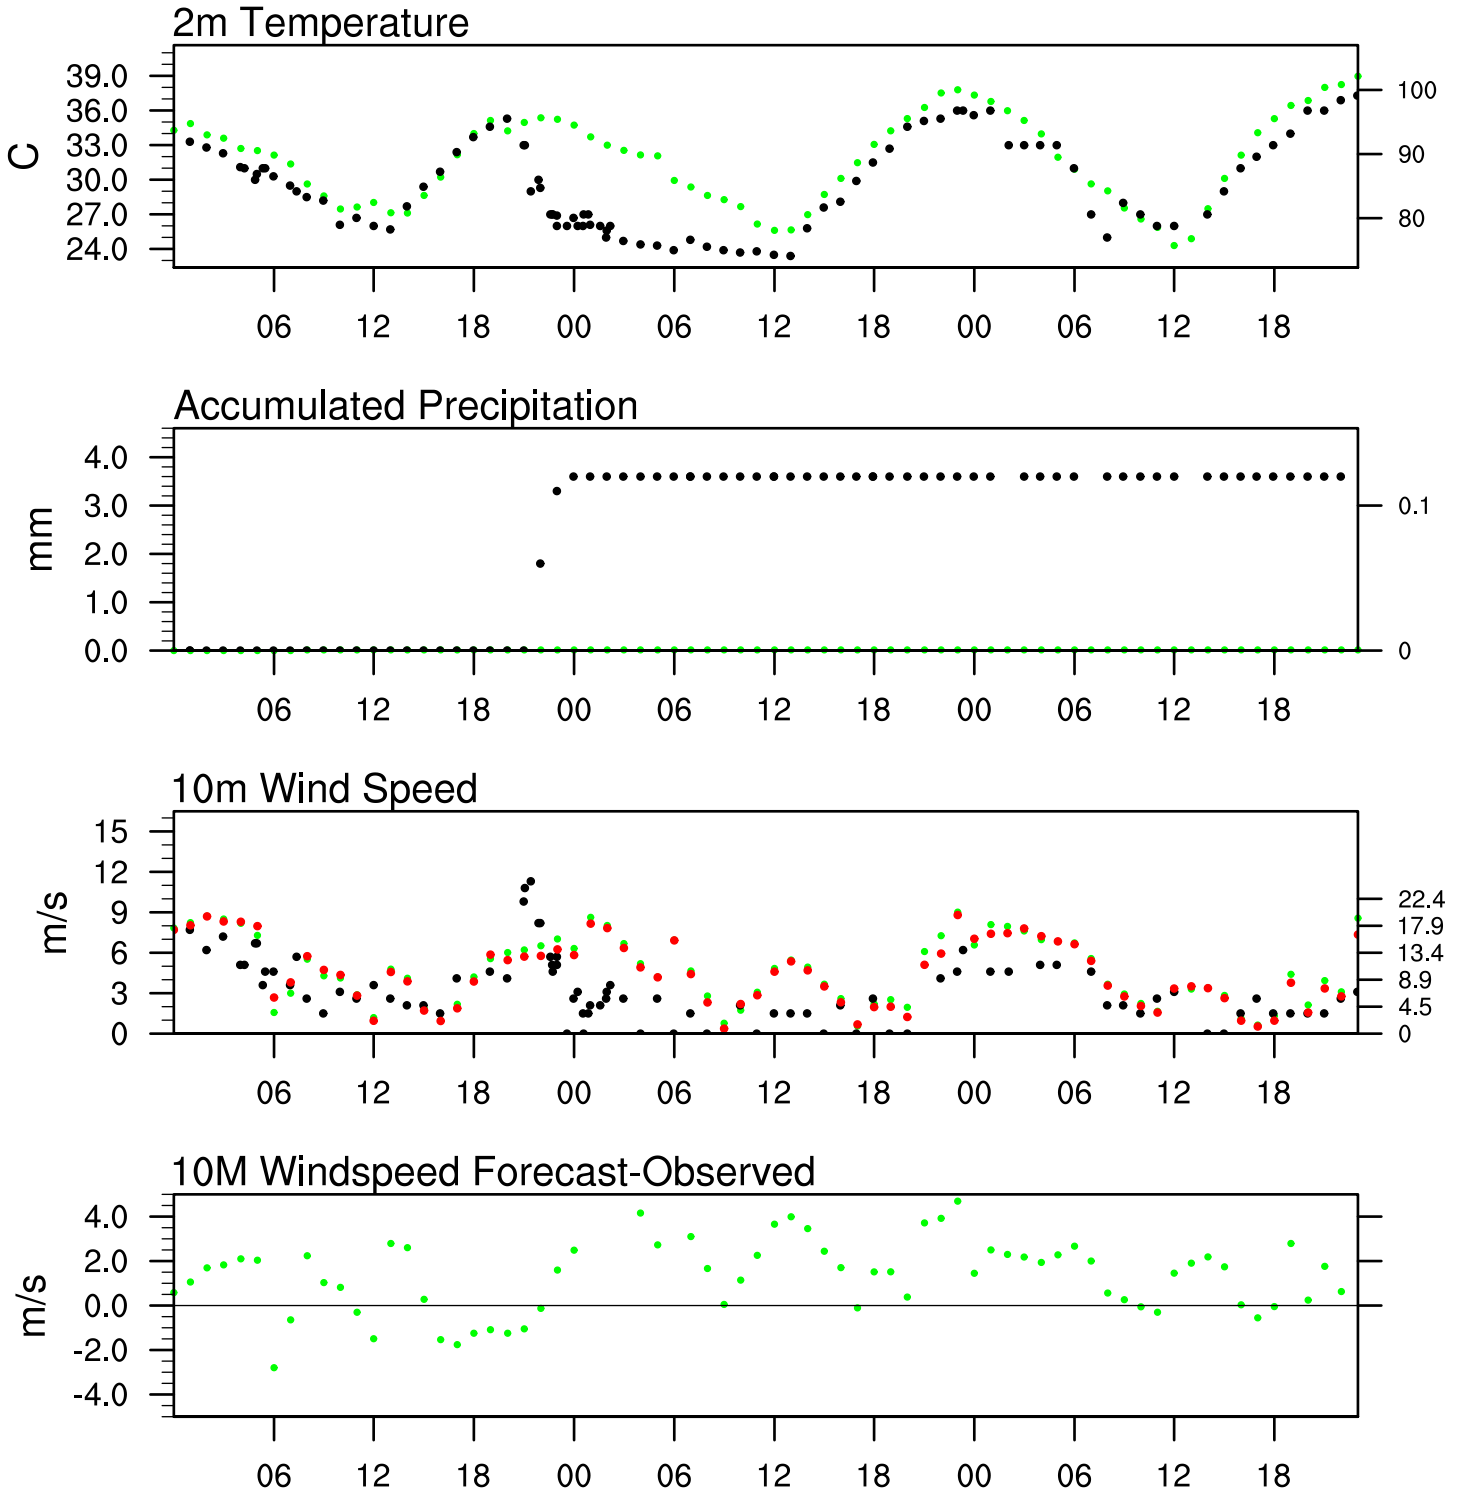 2m Temperature
39.0
36.0
33.0
30.0
27.0
24.0
C
100
90
80
06 12 18 00 06 12 18 00 06 12 18
Accumulated Precipitation
4.0
3.0
2.0
1.0
0.0
mm
0.1
0
06 12 18 00 06 12 18 00 06 12 18
10m Wind Speed
15
12
9
6
3
0
m/s
22.4
17.9
13.4
8.9
4.5
0
06 12 18 00 06 12 18 00 06 12 18
10M Windspeed Forecast-Observed
4.0
2.0
0.0
-2.0
-4.0
m/s
06 12 18 00 06 12 18 00 06 12 18